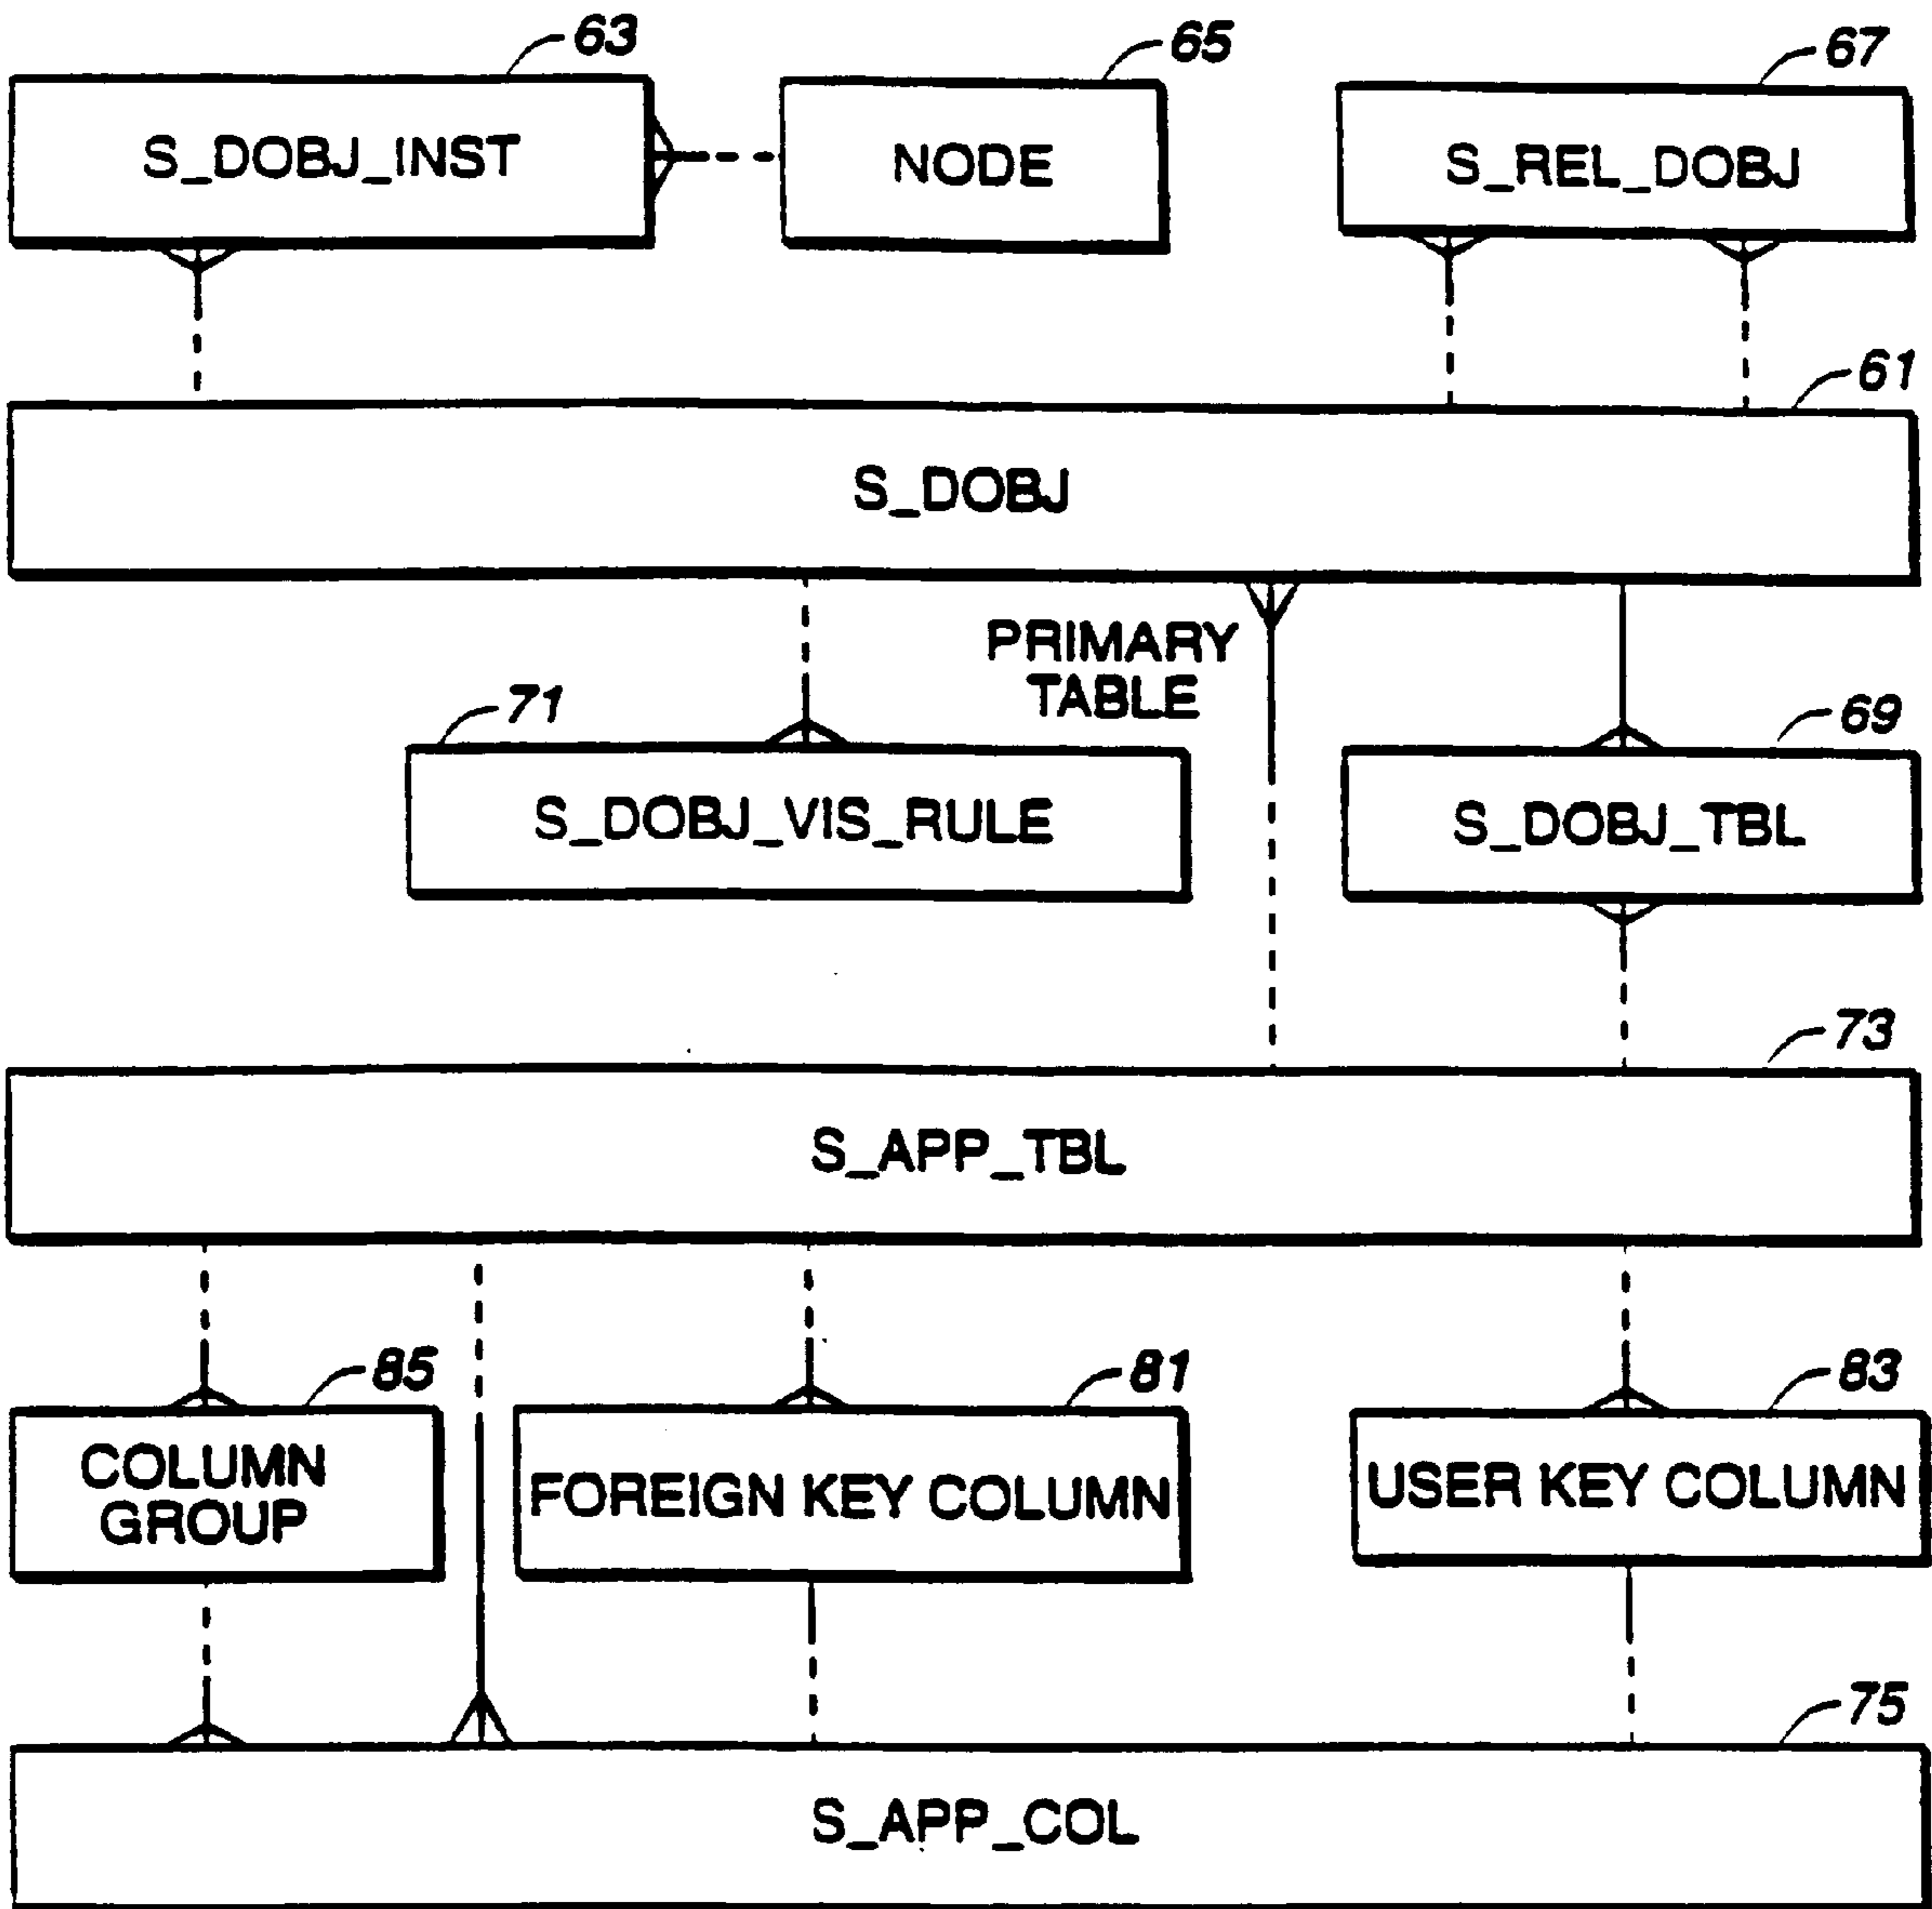 63
65
67
S_DOBJ_INST
NODE
S_REL_DOBJ
61
S_DOBJ
PRIMARY
TABLE
71
69
S_DOBJ_VIS_RULE
S_DOBJ_TBL
73
S_APP_TBL
85
81
83
COLUMN
GROUP
FOREIGN KEY COLUMN
USER KEY COLUMN
75
S_APP_COL